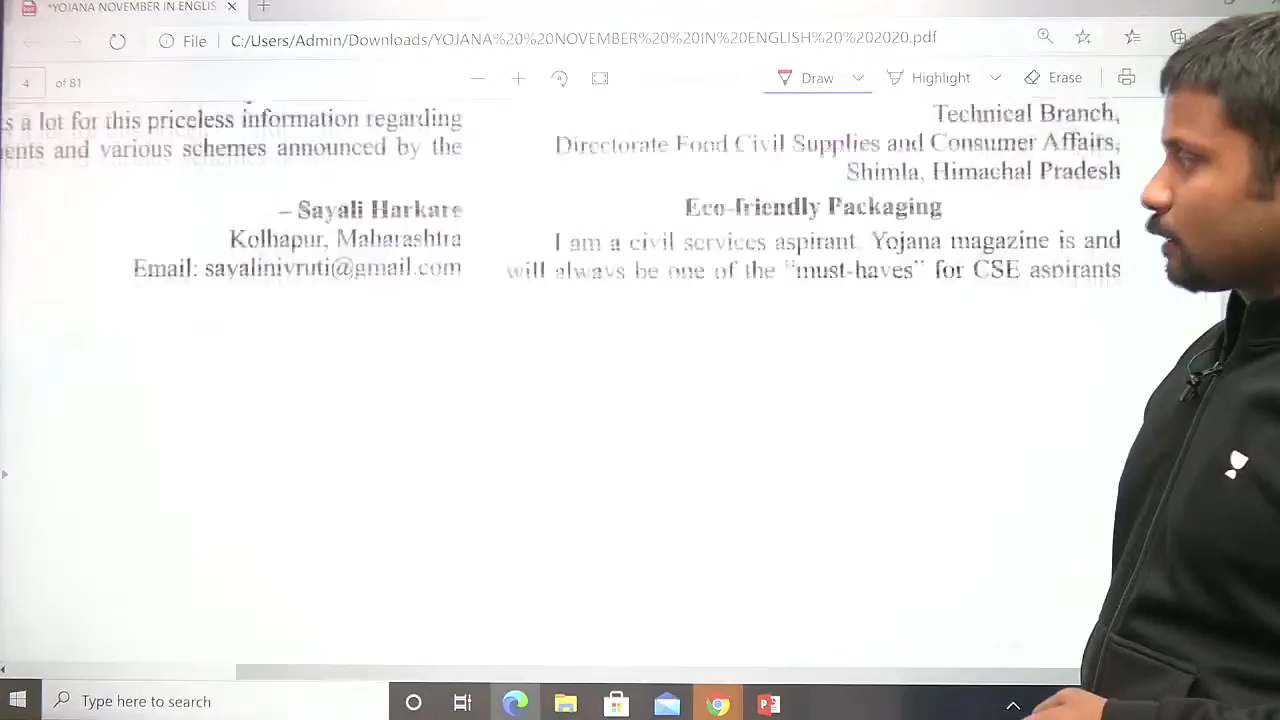 *YOJANA NOVEMBER IN ENGLIS
File
C:/Users/Admin/Downloads/YOJANA%20%20NOVEMBER%20%20IN%20ENGLISH%20%202020.pdf
4 of 81
Draw
Highlight
Erase
s a lot for this priceless information regarding
ents and various schemes announced by the
– Sayali Harkare
Kolhapur, Maharashtra
Email: sayalinivruti@gmail.com
Technical Branch,
Directorate Food Civil Supplies and Consumer Affairs,
Shimla, Himachal Pradesh
Eco-friendly Packaging
I am a civil services aspirant. Yojana magazine is and
will always be one of the “must-haves” for CSE aspirants
Type here to search